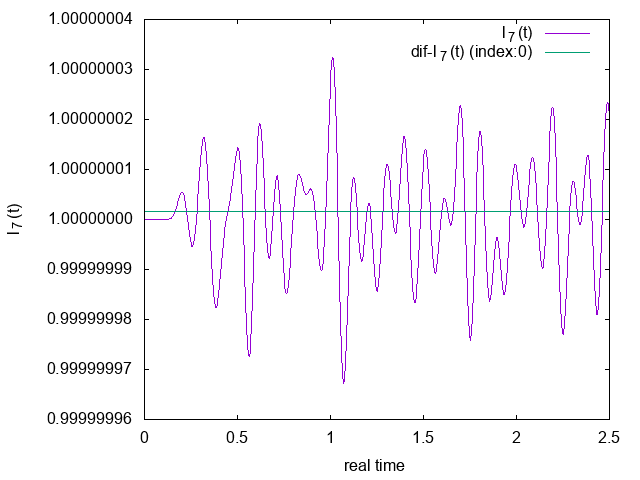 1.00000004
1.00000003
1.00000002
1.00000001
1.00000000
0.99999999
0.99999998
0.99999997
0.99999996
I7(t)
I7(t)
dif-I7(t) (index:0)
0 0.5 1 1.5 2 2.5
real time